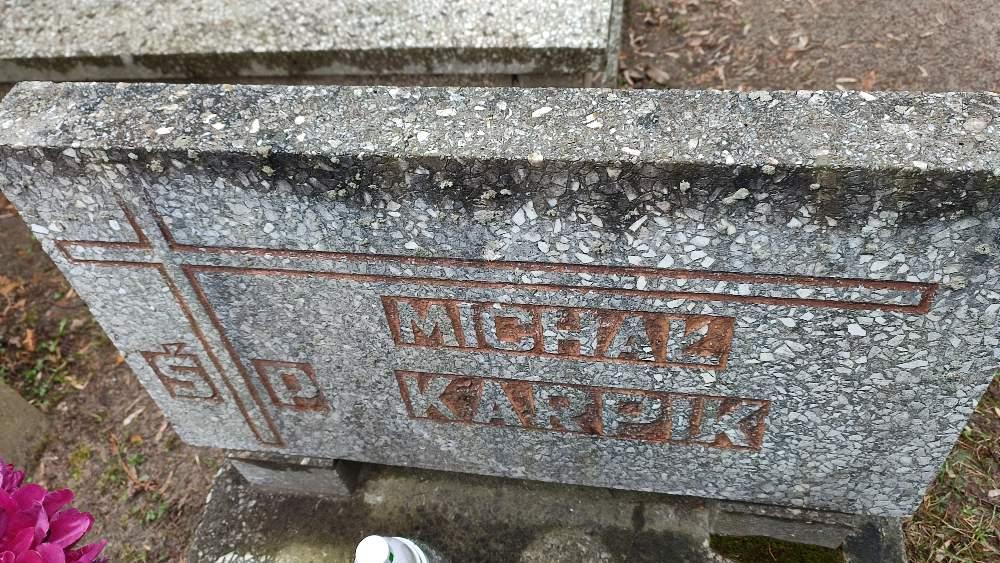 MICHAŁ
Ś P
KARPIK